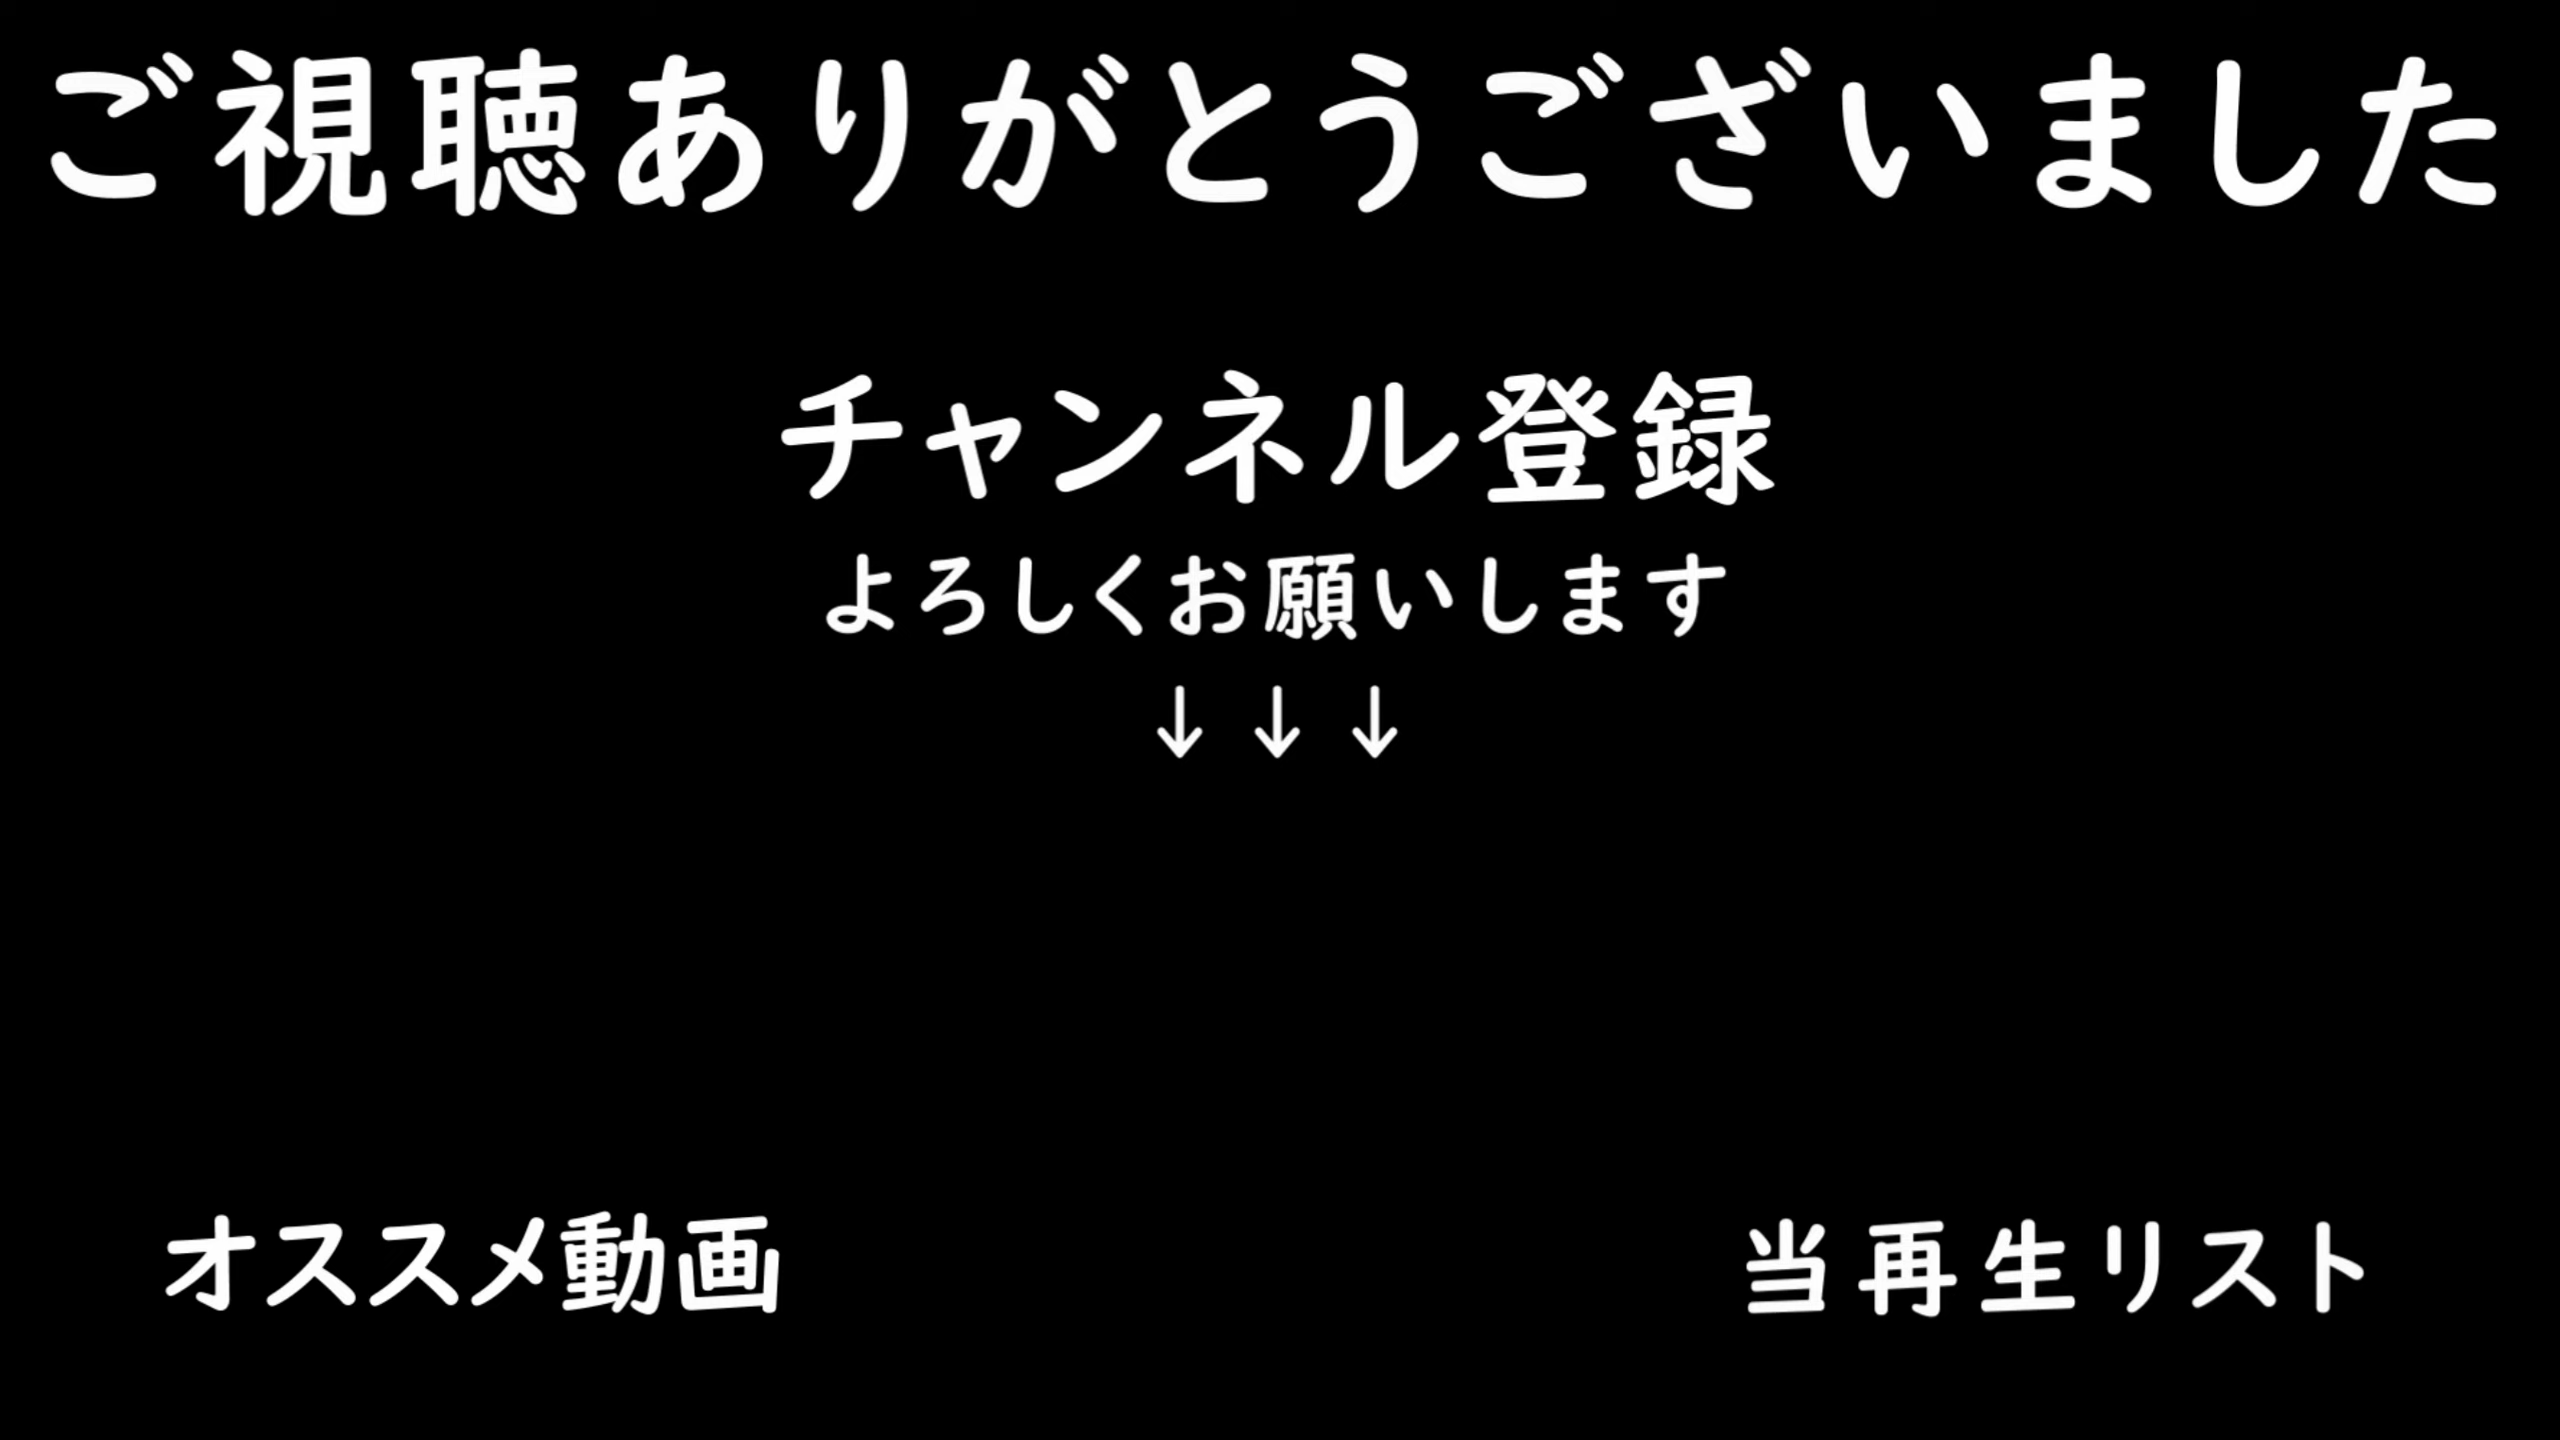 ご視聴ありがとうございました
チャンネル登録
よろしくお願いします
↓ ↓ ↓
オススメ動画
当再生リスト